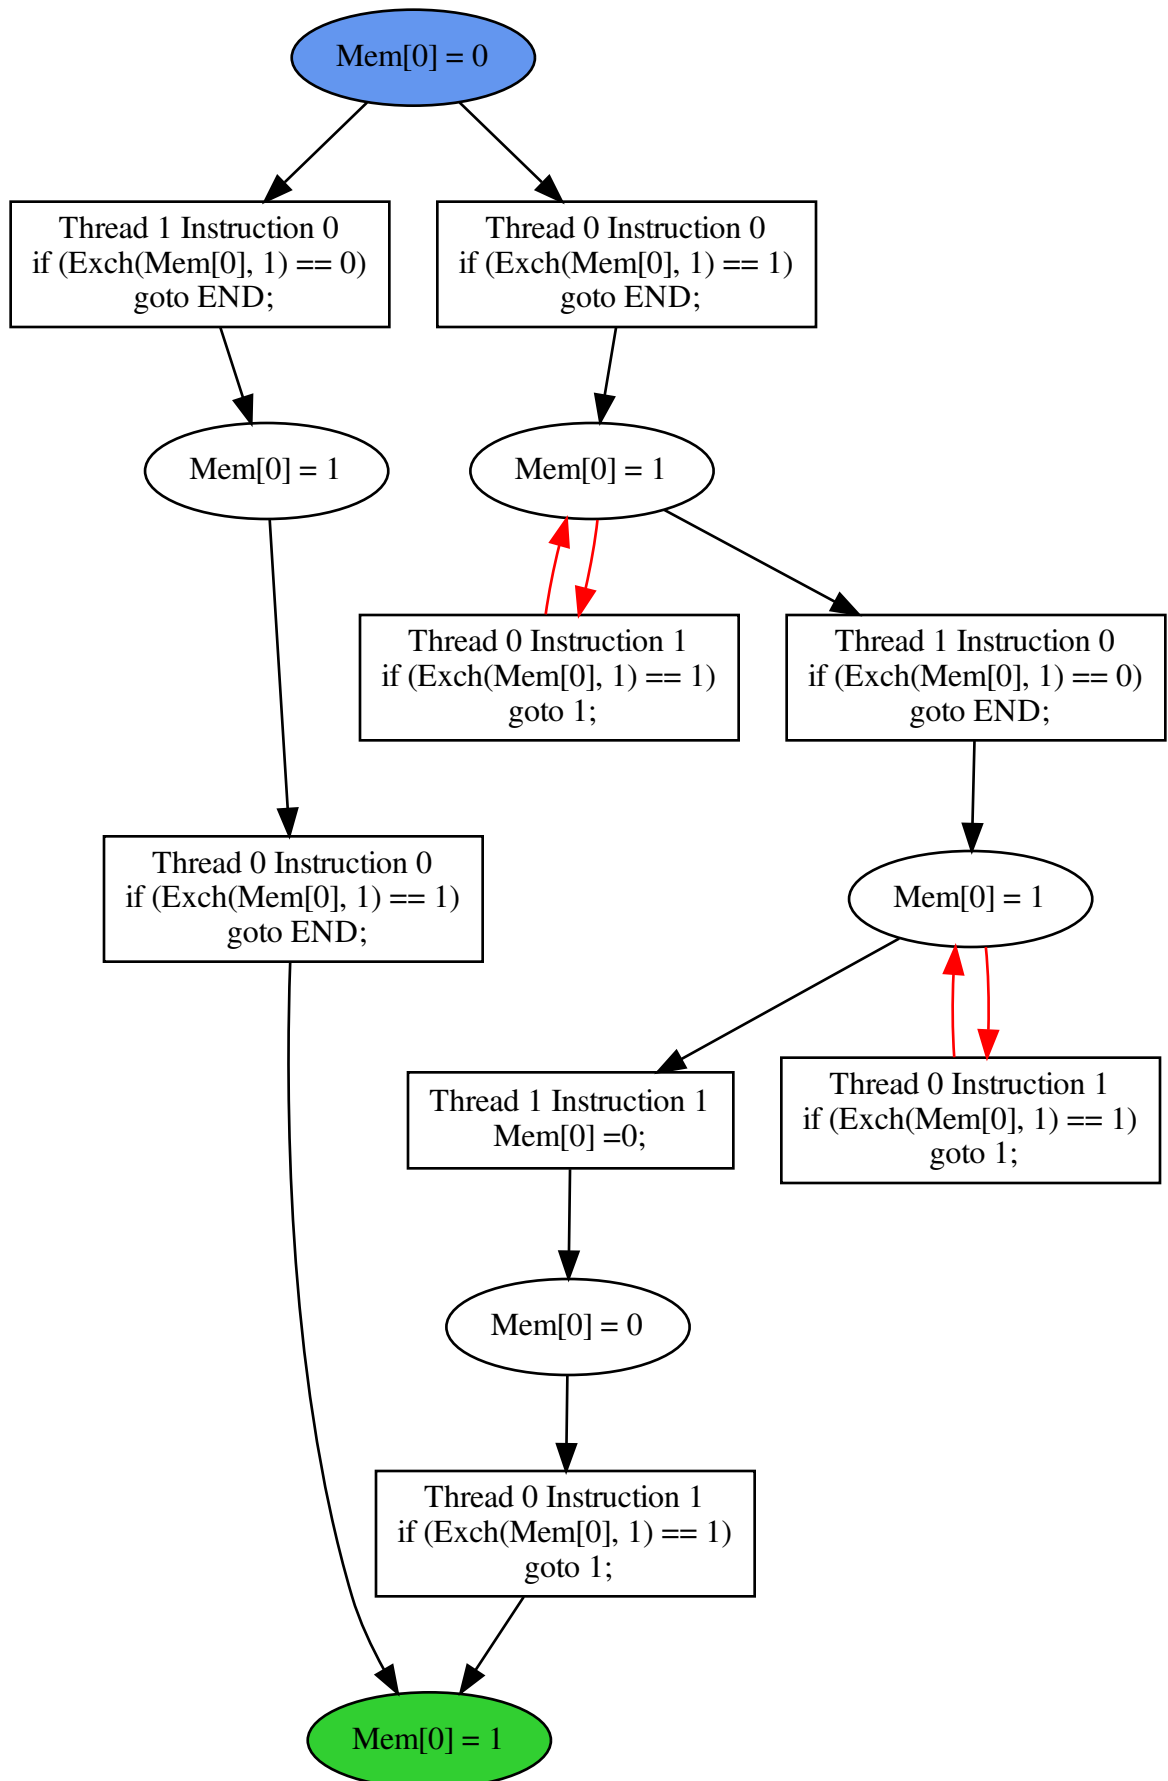 Mem[0] = 0
Thread 1 Instruction 0
if (Exch(Mem[0], 1) == 0)
goto END;
Thread 0 Instruction 0
if (Exch(Mem[0], 1) == 1)
goto END;
Mem[0] = 1
Mem[0] = 1
Thread 0 Instruction 1
if (Exch(Mem[0], 1) == 1)
goto 1;
Thread 1 Instruction 0
if (Exch(Mem[0], 1) == 0)
goto END;
Thread 0 Instruction 0
if (Exch(Mem[0], 1) == 1)
goto END;
Mem[0] = 1
Thread 1 Instruction 1
Mem[0] =0;
Thread 0 Instruction 1
if (Exch(Mem[0], 1) == 1)
goto 1;
Mem[0] = 0
Thread 0 Instruction 1
if (Exch(Mem[0], 1) == 1)
goto 1;
Mem[0] = 1